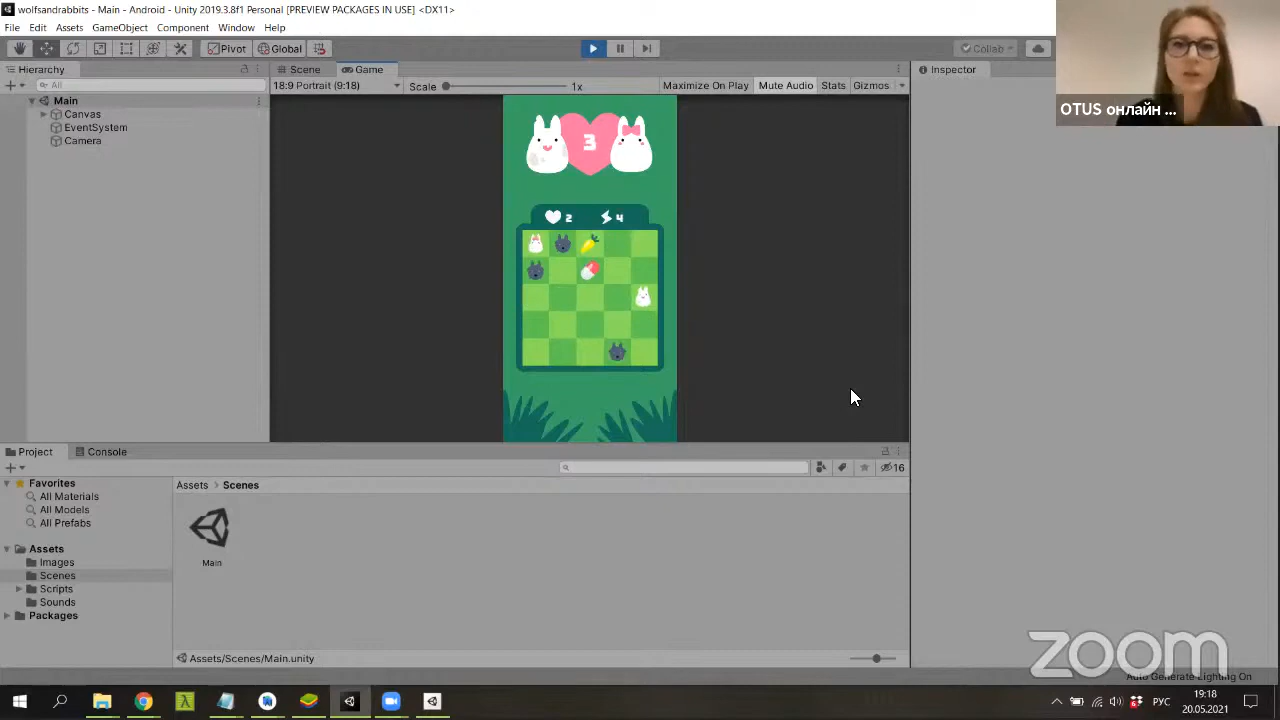 wolfsandrabbits - Main - Android - Unity 2019.3.8f1 Personal [PREVIEW PACKAGES IN USE] <DX11>
File Edit Assets GameObject Component Window Help
Pivot Global Collab
Hierarchy Scene Game Inspector
All 18:9 Portrait (9:18) Scale 1x Maximize On Play Mute Audio Stats Gizmos
OTUS онлайн ...
Main
Canvas
EventSystem
Camera
3
2 4
Project Console
16
Favorites
All Materials
All Models
All Prefabs
Assets
Images
Scenes
Scripts
Sounds
Packages
Assets > Scenes
Main
Assets/Scenes/Main.unity
zoom
Auto Generate Lighting On
РУС
19:18
20.05.2021